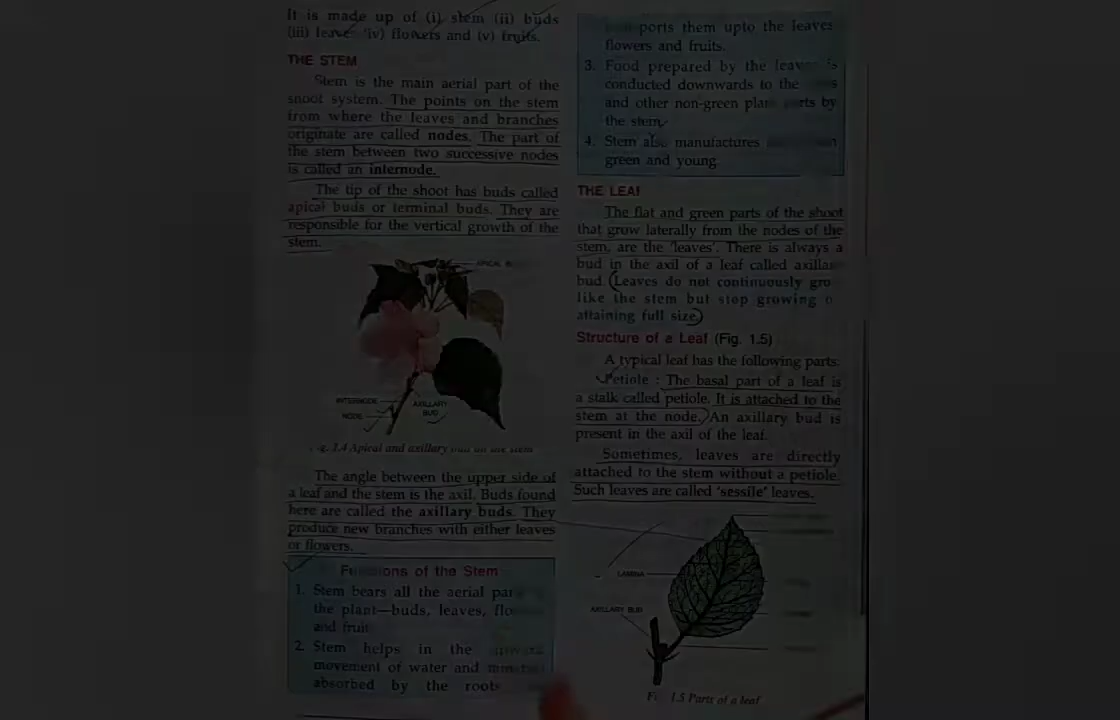 It is made up of (i) stem (ii) buds
(iii) leaves (iv) flowers and (v) fruits.
THE STEM
Stem is the main aerial part of the
shoot system. The points on the stem
from where the leaves and branches
originate are called nodes. The part of
the stem between two successive nodes
is called an internode.
The tip of the shoot has buds called
apical buds or terminal buds. They are
responsible for the vertical growth of the
stem.
APICAL
INTERNODE
NODE
AXILLARY
BUD
1.4 Apical and axillary bud on the stem
The angle between the upper side of
a leaf and the stem is the axil. Buds found
here are called the axillary buds. They
produce new branches with either leaves
or flowers.
Functions of the Stem
1. Stem bears all the aerial
the plant—buds, leaves,
and fruit
2. Stem helps in the upward
movement of water and
absorbed by the roots
them upto the leaves
flowers and fruits.
3. Food prepared by the leaves is
conducted downwards to the
and other non-green plant parts by
the stem.
4. Stem also manufactures
green and young
THE LEAF
The flat and green parts of the shoot
that grow laterally from the nodes of the
stem, are the 'leaves'. There is always a
bud in the axil of a leaf called axillary
bud. (Leaves do not continuously
like the stem but stop growing
attaining full size.)
Structure of a Leaf (Fig. 1.5)
A typical leaf has the following parts:
Petiole : The basal part of a leaf is
a stalk called petiole. It is attached to the
stem at the node. An axillary bud is
present in the axil of the leaf.
Sometimes, leaves are directly
attached to the stem without a petiole.
Such leaves are called 'sessile' leaves.
LAMINA
AXILLARY BUD
1.5 Parts of a leaf